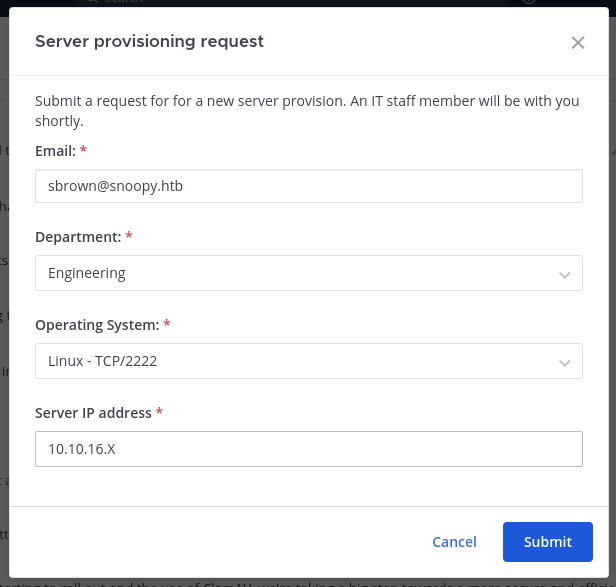 Search
Server provisioning request
Submit a request for for a new server provision. An IT staff member will be with you
shortly.
Email: *
sbrown@snoopy.htb
Department: *
Engineering
Operating System: *
Linux - TCP/2222
Server IP address *
10.10.16.X
Cancel
Submit